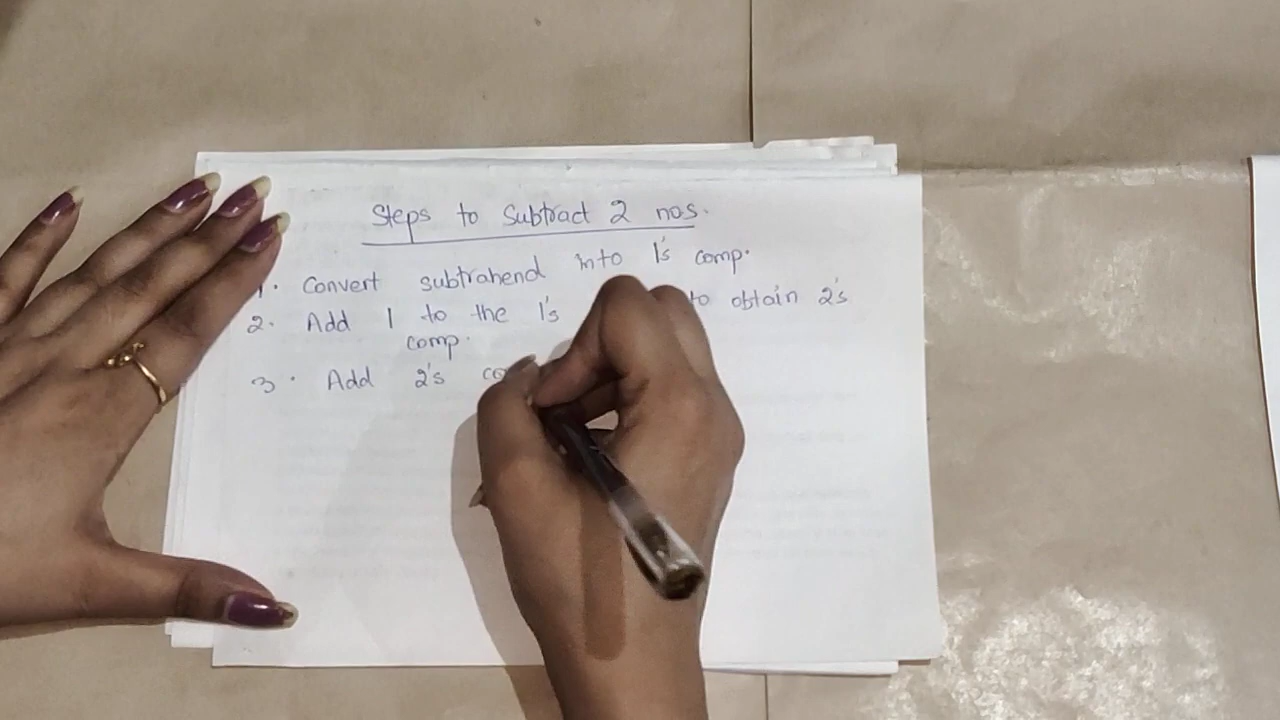 Steps to Subtract 2 nos.
1. Convert subtrahend into 1's comp.
2. Add 1 to the 1's to obtain 2's
comp.
3. Add 2's